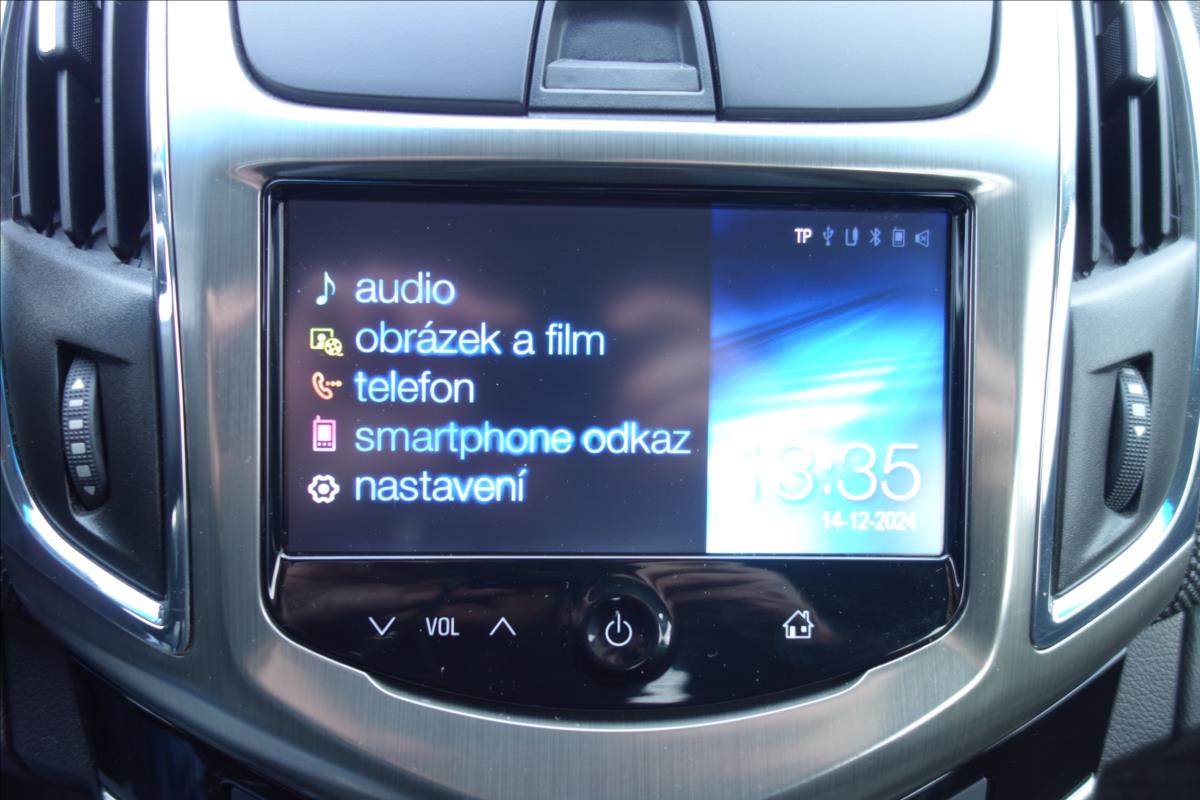 TP
audio
obrázek a film
telefon
smartphone odkaz
nastavení
13:35
14-12-2024
VOL